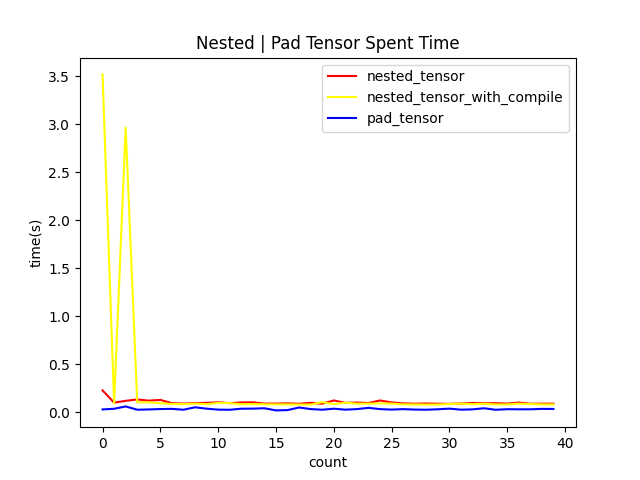 Nested | Pad Tensor Spent Time
nested_tensor
nested_tensor_with_compile
pad_tensor
3.5
3.0
2.5
2.0
1.5
1.0
0.5
0.0
time(s)
0 5 10 15 20 25 30 35 40
count